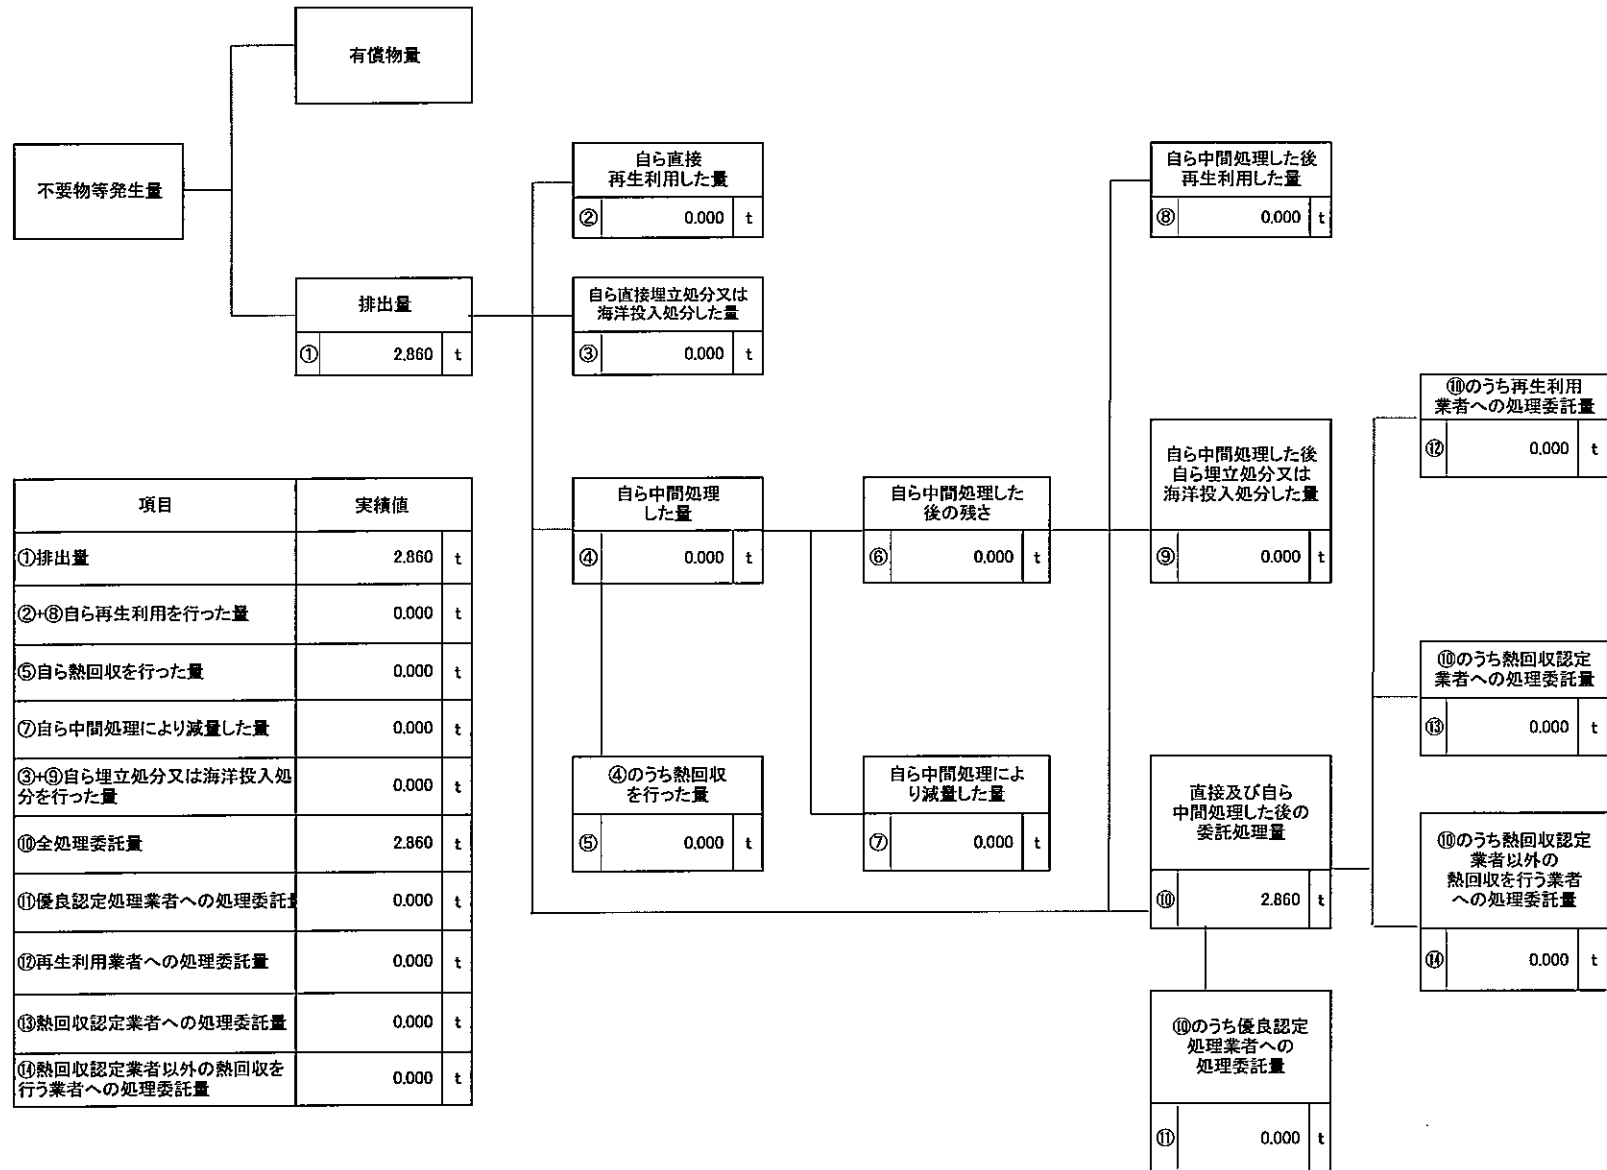 有償物量
不要物等発生量
排出量
① 2.860 t
自ら直接
再生利用した量
② 0.000 t
自ら直接埋立処分又は
海洋投入処分した量
③ 0.000 t
自ら中間処理
した量
④ 0.000 t
④のうち熱回収
を行った量
⑤ 0.000 t
自ら中間処理した
後の残さ
⑥ 0.000 t
自ら中間処理によ
り減量した量
⑦ 0.000 t
自ら中間処理した後
再生利用した量
⑧ 0.000 t
自ら中間処理した後
自ら埋立処分又は
海洋投入処分した量
⑨ 0.000 t
直接及び自ら
中間処理した後の
委託処理量
⑩ 2.860 t
⑩のうち優良認定
処理業者への
処理委託量
⑪ 0.000 t
⑩のうち再生利用
業者への処理委託量
⑫ 0.000 t
⑩のうち熱回収認定
業者への処理委託量
⑬ 0.000 t
⑩のうち熱回収認定
業者以外の
熱回収を行う業者
への処理委託量
⑭ 0.000 t
項目 実績値
①排出量 2.860 t
②+⑧自ら再生利用を行った量 0.000 t
⑤自ら熱回収を行った量 0.000 t
⑦自ら中間処理により減量した量 0.000 t
③+⑨自ら埋立処分又は海洋投入処
分を行った量 0.000 t
⑩全処理委託量 2.860 t
⑪優良認定処理業者への処理委託 0.000 t
⑫再生利用業者への処理委託量 0.000 t
⑬熱回収認定業者への処理委託量 0.000 t
⑭熱回収認定業者以外の熱回収を
行う業者への処理委託量 0.000 t